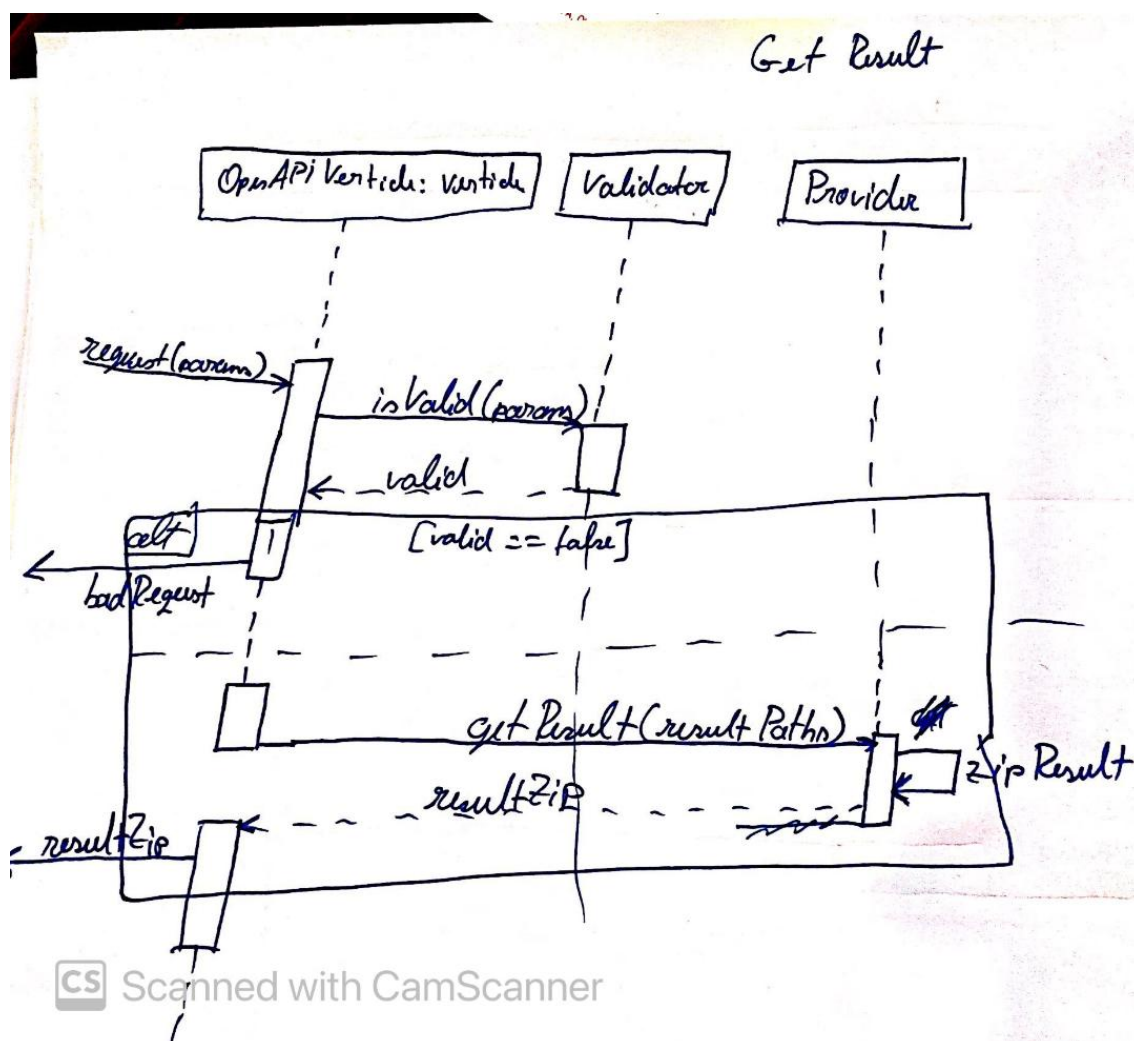 Get Result
OpenAPi Verticle: Verticle
Validator
Provider
request(params)
isValid(params)
valid
alt
[valid == false]
badRequest
getResult(resultPaths)
ZipResult
resultZip
resultZip
CS Scanned with CamScanner